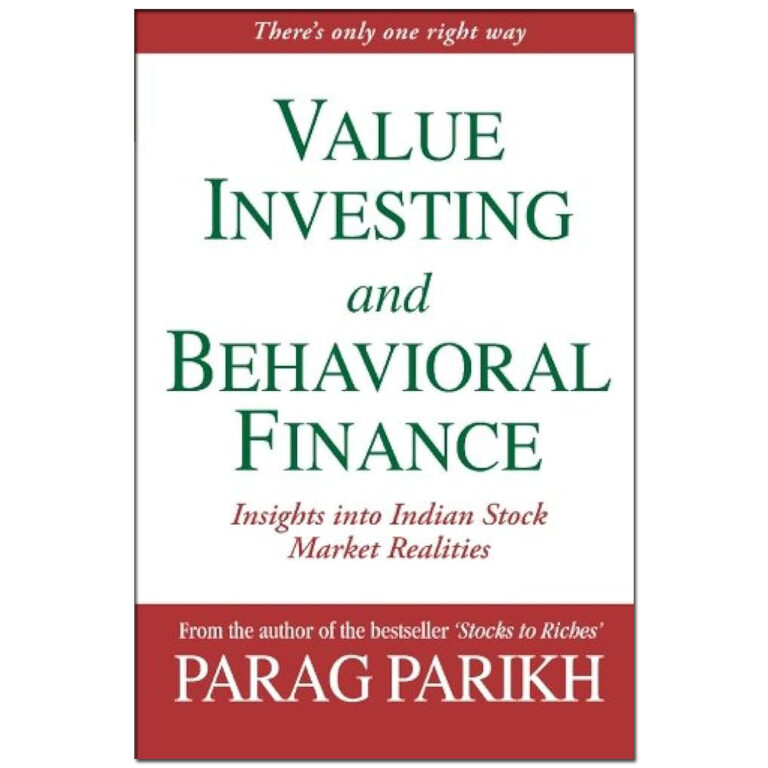 There's only one right way
VALUE
INVESTING
and
BEHAVIORAL
FINANCE
Insights into Indian Stock
Market Realities
From the author of the bestseller ‘Stocks to Riches’
PARAG PARIKH